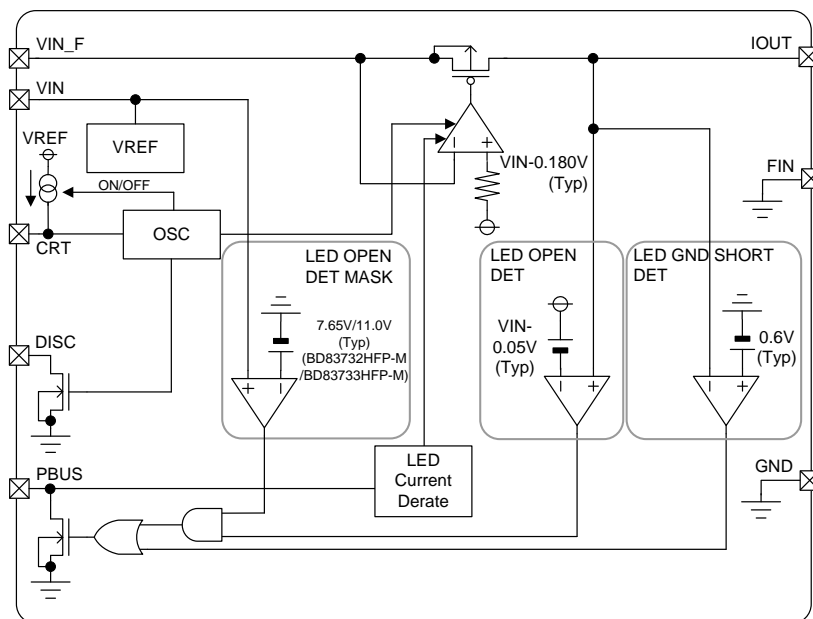 VIN_F
IOUT
VIN
VREF
VREF
ON/OFF
VIN-0.180V
(Typ)
FIN
OSC
CRT
LED OPEN
DET MASK
LED OPEN
DET
LED GND SHORT
DET
7.65V/11.0V
(Typ)
(BD83732HFP-M
/BD83733HFP-M)
VIN-
0.05V
(Typ)
0.6V
(Typ)
DISC
PBUS
LED
Current
Derate
GND